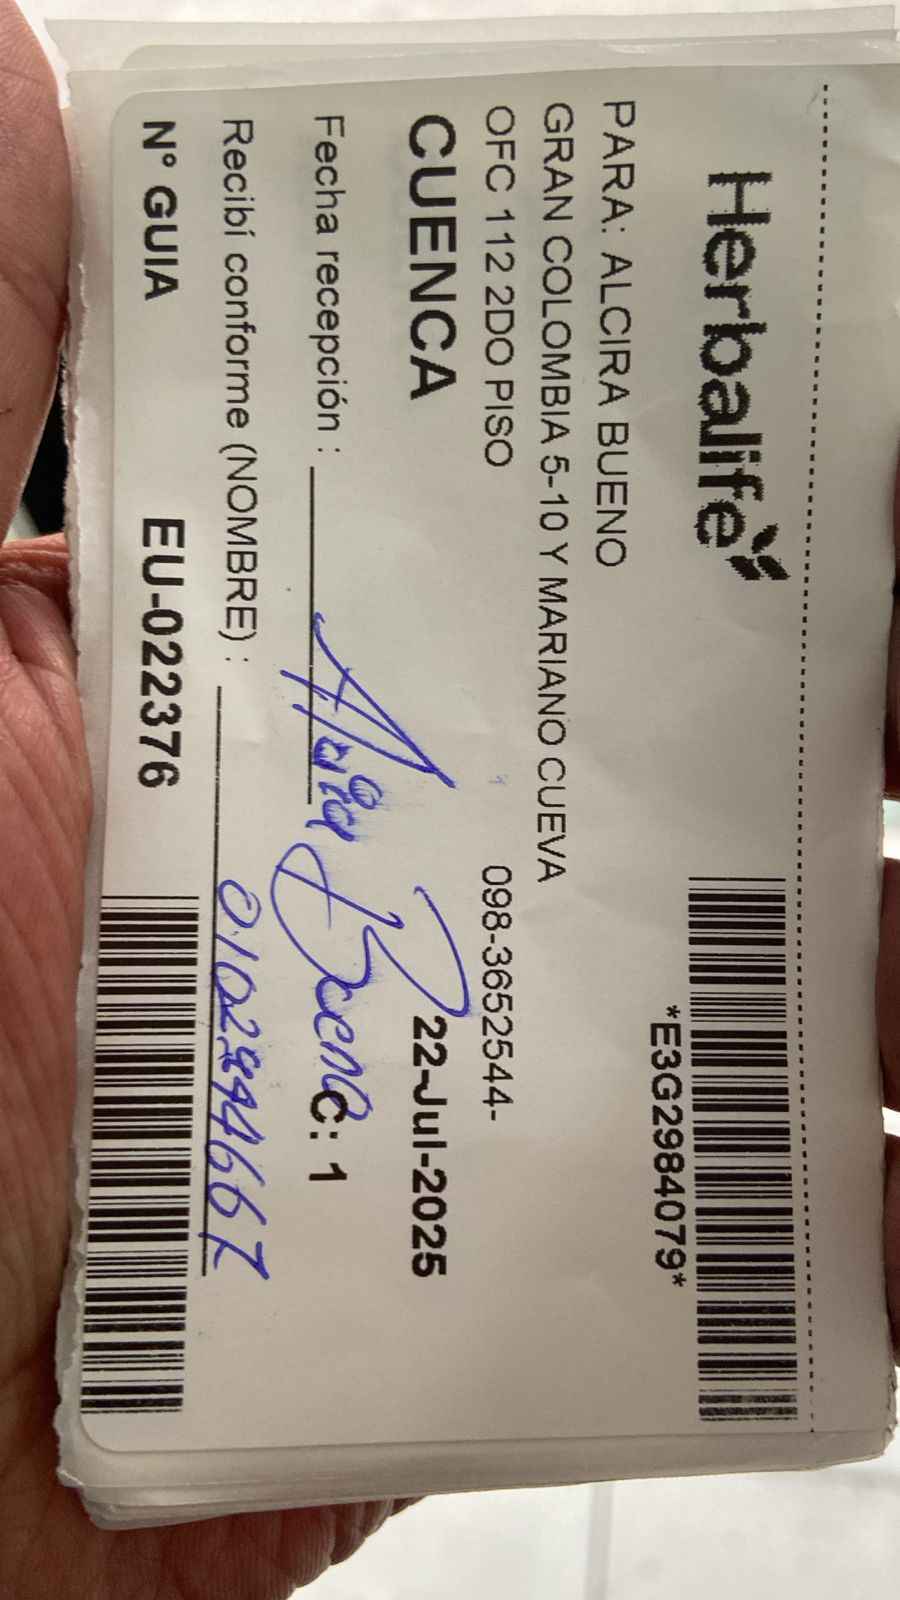 Herbalife
*E3G2984079*
PARA: ALCIRA BUENO
GRAN COLOMBIA 5-10 Y MARIANO CUEVA
OFC 112 2DO PISO 098-3652544-
CUENCA 22-Jul-2025
Fecha recepción : C: 1
Bueno
Recibí conforme (NOMBRE) :
N° GUIA EU-022376